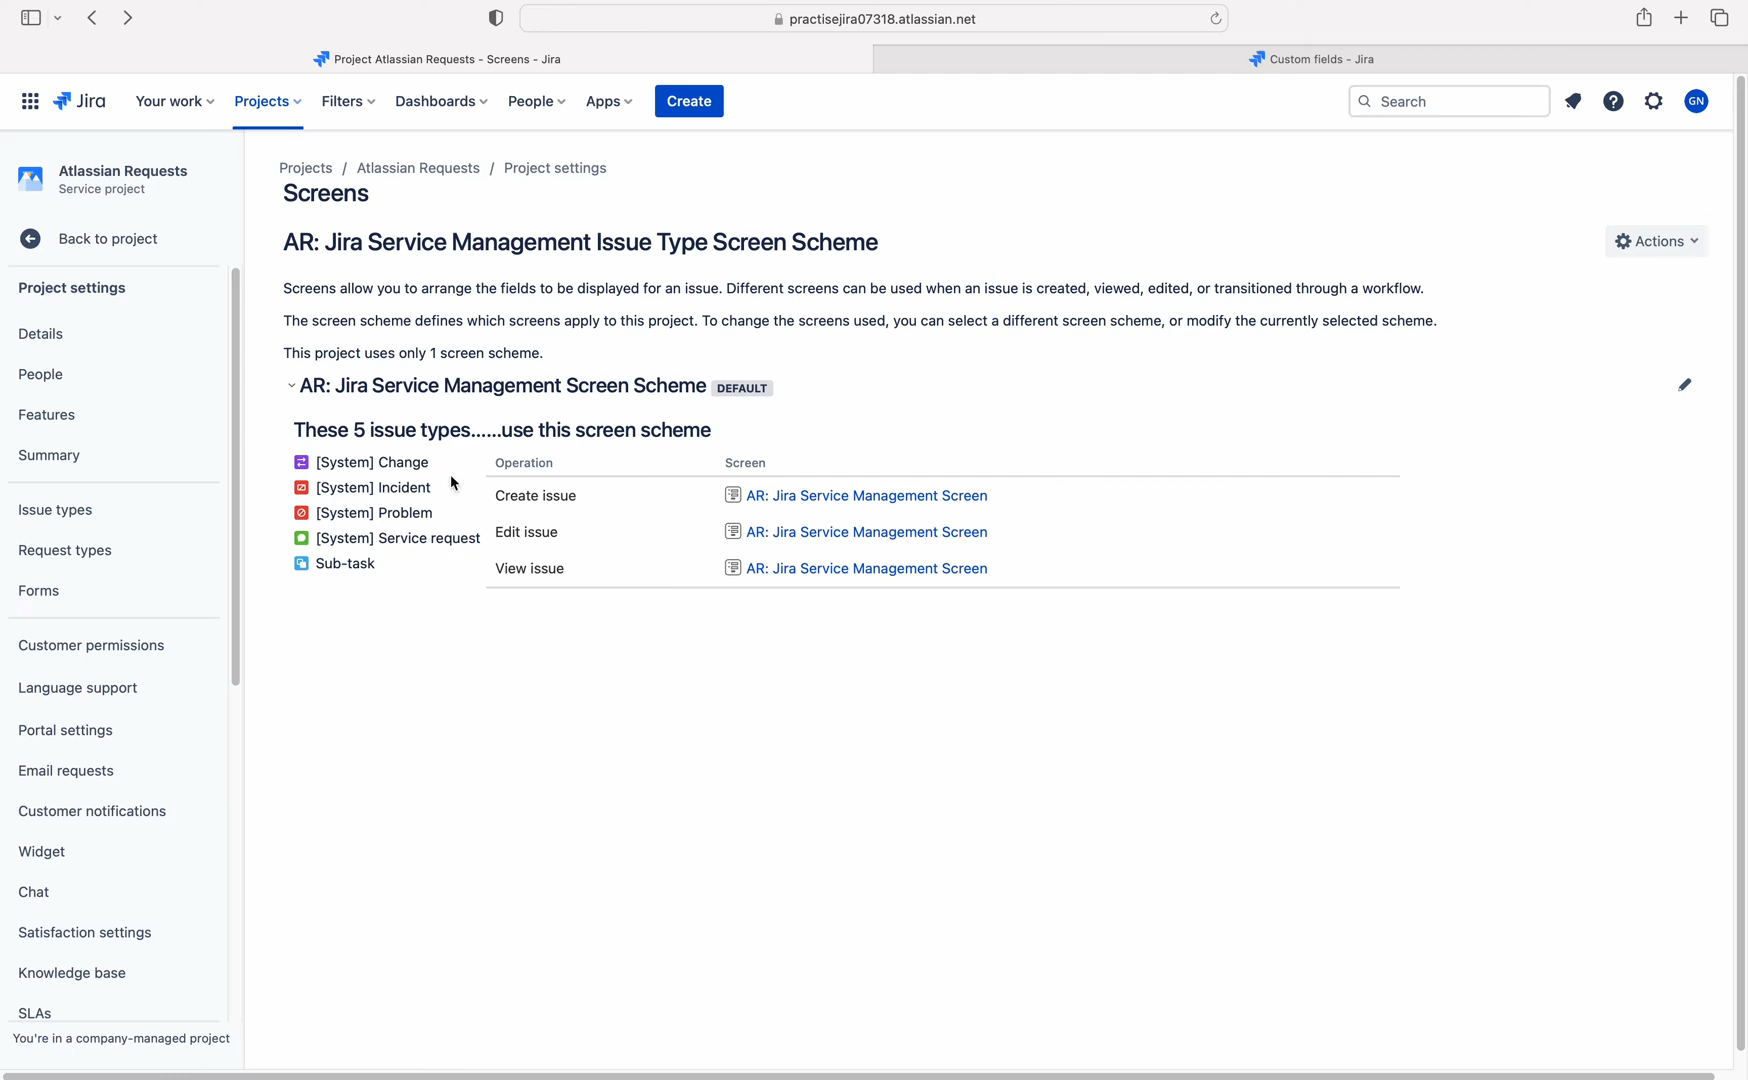 practisejira07318.atlassian.net
Project Atlassian Requests - Screens - Jira
Custom fields - Jira
Jira
Your work
Projects
Filters
Dashboards
People
Apps
Create
Search
GN
Atlassian Requests
Service project
Back to project
Project settings
Details
People
Features
Summary
Issue types
Request types
Forms
Customer permissions
Language support
Portal settings
Email requests
Customer notifications
Widget
Chat
Satisfaction settings
Knowledge base
SLAs
You're in a company-managed project
Projects / Atlassian Requests / Project settings
Screens
AR: Jira Service Management Issue Type Screen Scheme
Actions
Screens allow you to arrange the fields to be displayed for an issue. Different screens can be used when an issue is created, viewed, edited, or transitioned through a workflow.
The screen scheme defines which screens apply to this project. To change the screens used, you can select a different screen scheme, or modify the currently selected scheme.
This project uses only 1 screen scheme.
AR: Jira Service Management Screen Scheme DEFAULT
These 5 issue types......use this screen scheme
[System] Change
[System] Incident
[System] Problem
[System] Service request
Sub-task
Operation Screen
Create issue AR: Jira Service Management Screen
Edit issue AR: Jira Service Management Screen
View issue AR: Jira Service Management Screen